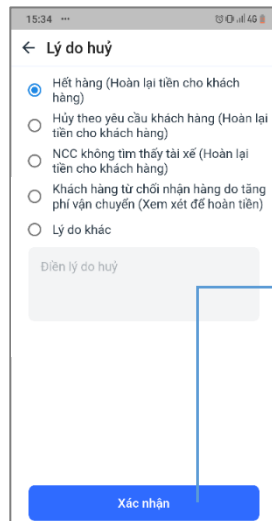 15:34 ...
4G
← Lý do huỷ
Hết hàng (Hoàn lại tiền cho khách
hàng)
Hủy theo yêu cầu khách hàng (Hoàn lại
tiền cho khách hàng)
NCC không tìm thấy tài xế (Hoàn lại
tiền cho khách hàng)
Khách hàng từ chối nhận hàng do tăng
phí vận chuyển (Xem xét để hoàn tiền)
Lý do khác
Điền lý do huỷ
Xác nhận